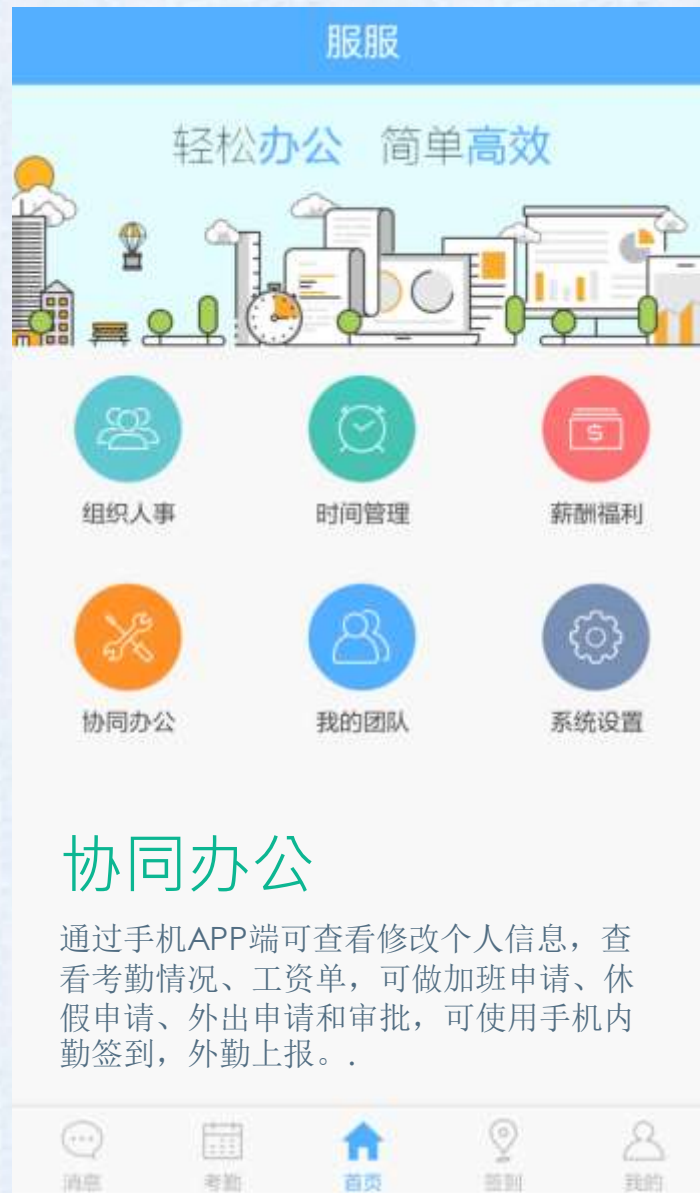 服服
轻松办公 简单高效
组织人事
时间管理
薪酬福利
协同办公
我的团队
系统设置
协同办公
通过手机APP端可查看修改个人信息，查
看考勤情况、工资单，可做加班申请、休
假申请、外出申请和审批，可使用手机内
勤签到，外勤上报。.
消息
考勤
首页
签到
我的